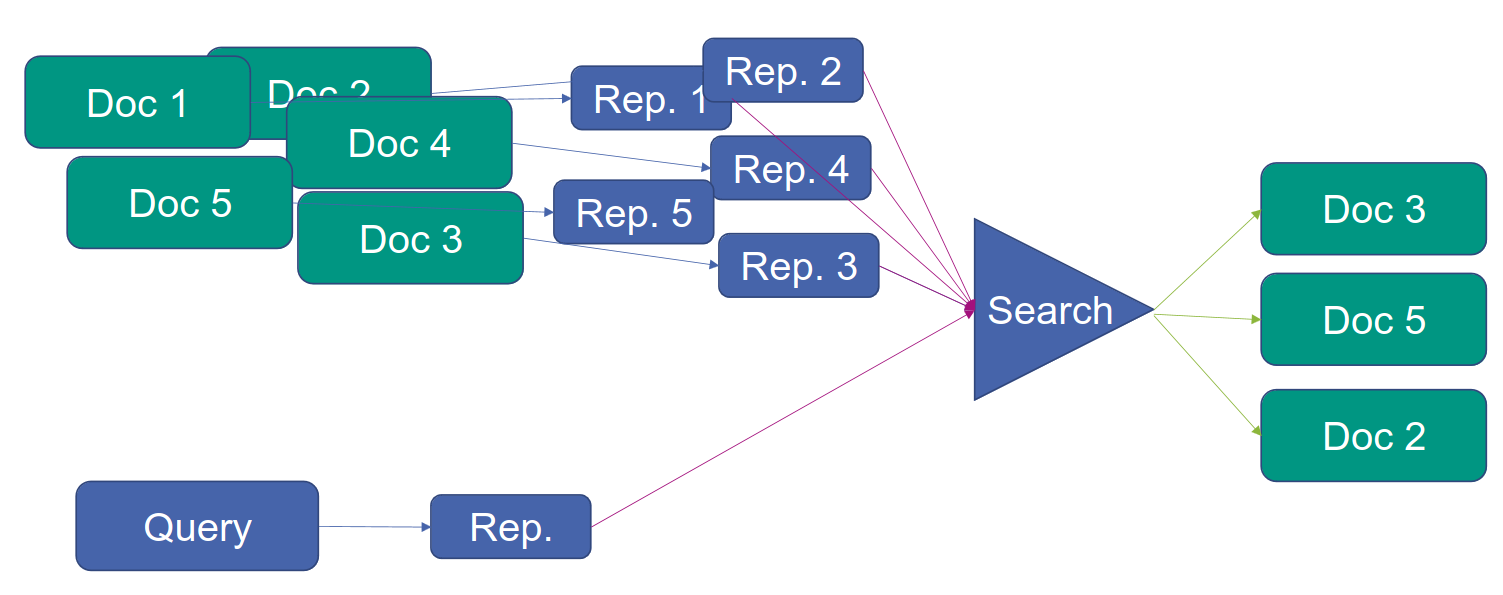 Doc 1
Doc 2
Doc 4
Doc 5
Doc 3
Rep. 1
Rep. 2
Rep. 4
Rep. 5
Rep. 3
Search
Doc 3
Doc 5
Doc 2
Query
Rep.